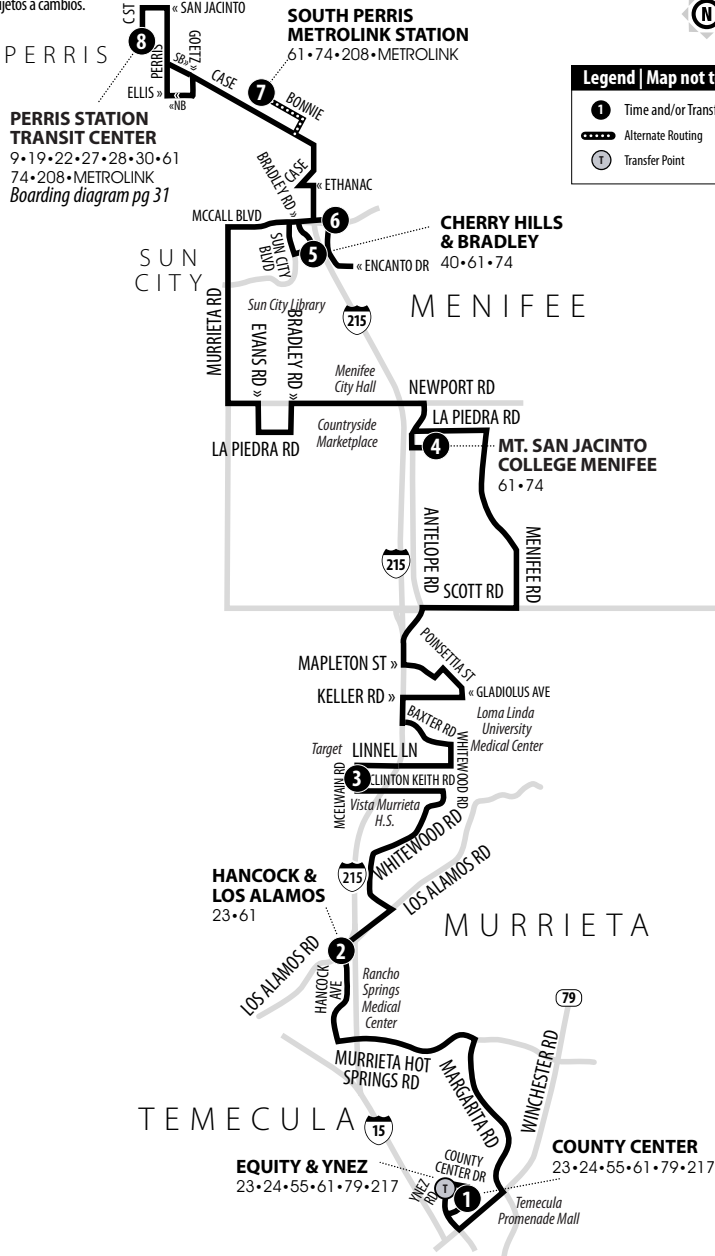 ujetos a cambios.
C ST
« SAN JACINTO
PERRIS
8
PERRIS
SB»
GOETZ »
ELLIS »
«NB
CASE
SOUTH PERRIS
METROLINK STATION
61•74•208•METROLINK
N
7
BONNIE
Legend | Map not t
1 Time and/or Transf
Alternate Routing
T Transfer Point
PERRIS STATION
TRANSIT CENTER
9•19•22•27•28•30•61
74•208•METROLINK
Boarding diagram pg 31
CASE
« ETHANAC
BRADLEY RD »
MCCALL BLVD
6
SUN CITY
BLVD
5
CHERRY HILLS
& BRADLEY
40•61•74
« ENCANTO DR
SUN
CITY
MENIFEE
Sun City Library
215
MURRIETA RD
EVANS RD »
BRADLEY RD »
Menifee
City Hall
NEWPORT RD
LA PIEDRA RD
Countryside
Marketplace
LA PIEDRA RD
4
MT. SAN JACINTO
COLLEGE MENIFEE
61•74
ANTELOPE RD
MENIFEE RD
215
SCOTT RD
MAPLETON ST »
POINSETTIA ST
KELLER RD »
« GLADIOLUS AVE
BAXTER RD
Loma Linda
University
Medical Center
WHITEWOOD RD
Target
LINNEL LN
MCELWAIN RD
3
CLINTON KEITH RD
Vista Murrieta
H.S.
WHITEWOOD RD
215
LOS ALAMOS RD
HANCOCK &
LOS ALAMOS
23•61
MURRIETA
2
LOS ALAMOS RD
HANCOCK
AVE
Rancho
Springs
Medical
Center
79
MURRIETA HOT
SPRINGS RD
MARGARITA RD
WINCHESTER RD
TEMECULA
15
EQUITY & YNEZ
23•24•55•61•79•217
COUNTY
CENTER DR
COUNTY CENTER
23•24•55•61•79•217
T
YNEZ
RD
1
Temecula
Promenade Mall